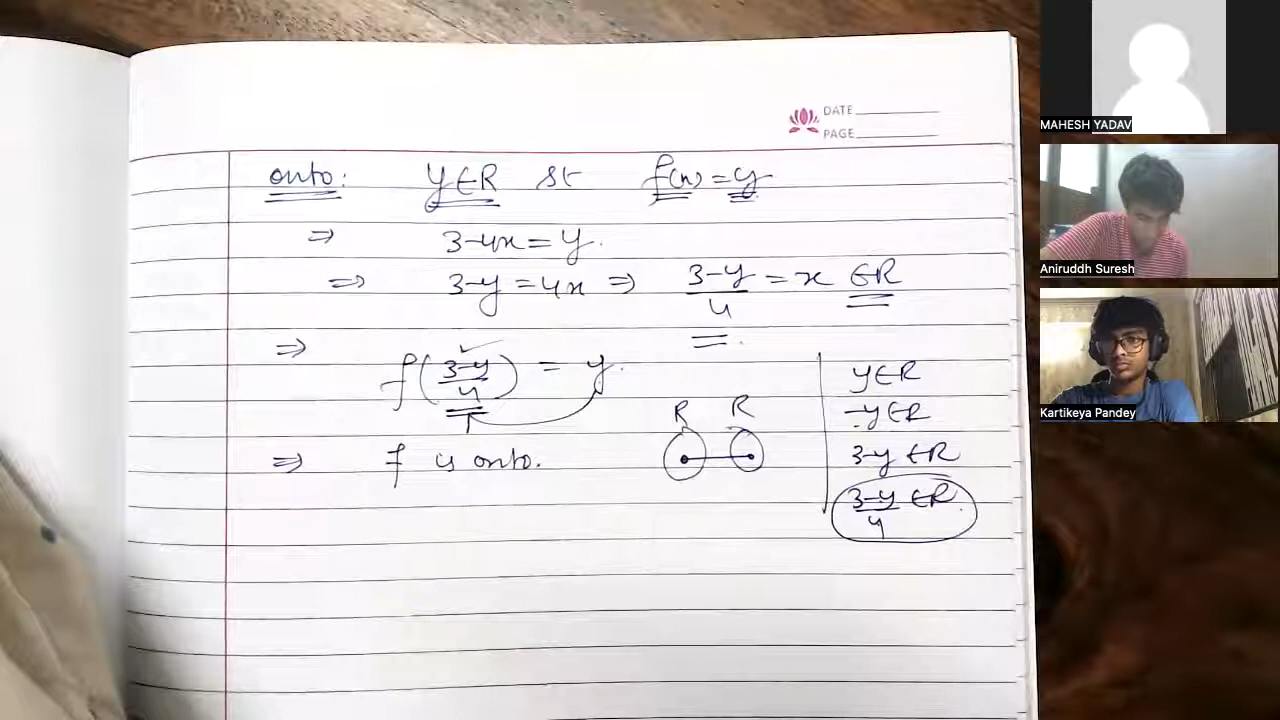 DATE
PAGE
onto: y∈R st f(x) = y
⇒ 3-4x = y.
⇒ 3-y = 4x ⇒ 3-y/4 = x ∈R
⇒ f(3-y/4) = y.
⇒ f is onto.
R R
y∈R
-y∈R
3-y∈R
3-y/4 ∈R.
MAHESH YADAV
Aniruddh Suresh
Kartikeya Pandey